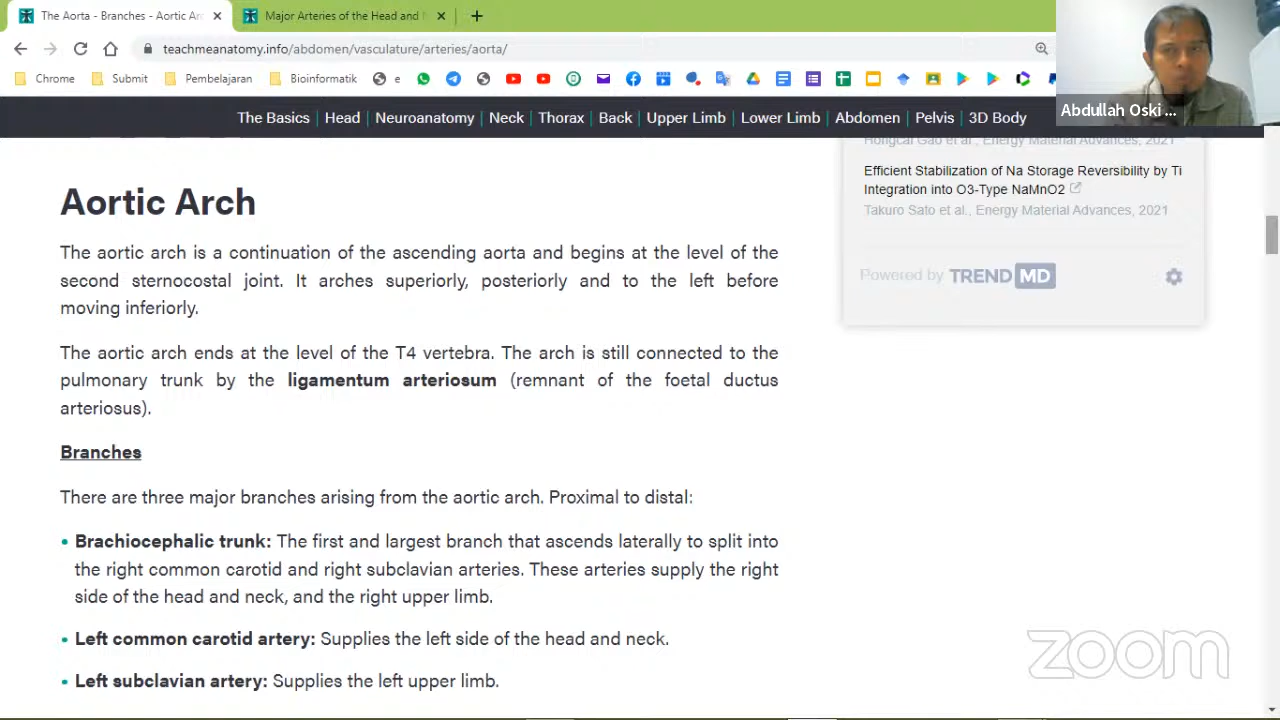 The Aorta - Branches - Aortic Arc
Major Arteries of the Head and
teachmeanatomy.info/abdomen/vasculature/arteries/aorta/
Chrome Submit Pembelajaran Bioinformatik e
Abdullah Oski ...
The Basics | Head | Neuroanatomy | Neck | Thorax | Back | Upper Limb | Lower Limb | Abdomen | Pelvis | 3D Body
Hongcai Gao et al., Energy Material Advances, 2021
Efficient Stabilization of Na Storage Reversibility by Ti
Integration into O3-Type NaMnO2
Takuro Sato et al., Energy Material Advances, 2021
Powered by TREND MD
Aortic Arch
The aortic arch is a continuation of the ascending aorta and begins at the level of the
second sternocostal joint. It arches superiorly, posteriorly and to the left before
moving inferiorly.
The aortic arch ends at the level of the T4 vertebra. The arch is still connected to the
pulmonary trunk by the ligamentum arteriosum (remnant of the foetal ductus
arteriosus).
Branches
There are three major branches arising from the aortic arch. Proximal to distal:
• Brachiocephalic trunk: The first and largest branch that ascends laterally to split into
the right common carotid and right subclavian arteries. These arteries supply the right
side of the head and neck, and the right upper limb.
• Left common carotid artery: Supplies the left side of the head and neck.
• Left subclavian artery: Supplies the left upper limb.
zoom